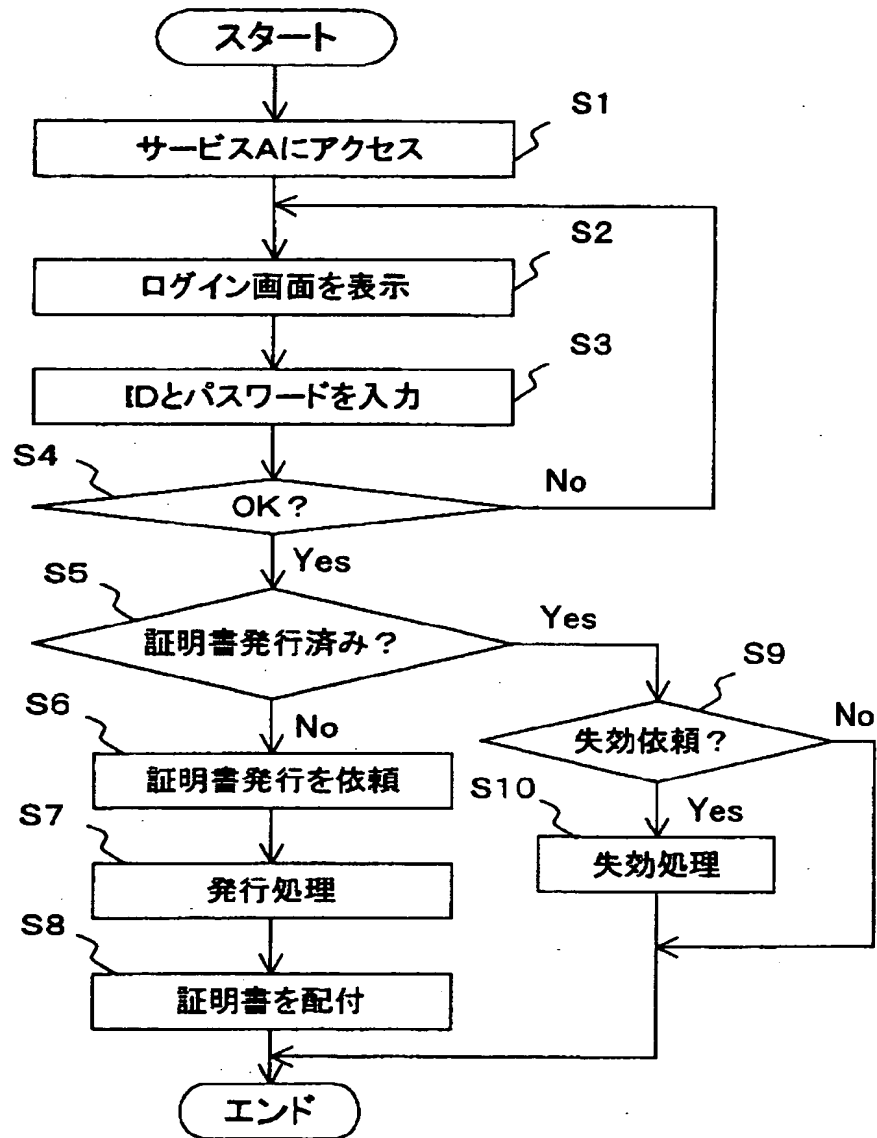 スタート
S1
サービスAにアクセス
S2
ログイン画面を表示
S3
IDとパスワードを入力
S4
OK?
No
Yes
S5
証明書発行済み?
Yes
S9
失効依頼?
No
S6
No
証明書発行を依頼
S10
Yes
失効処理
S7
発行処理
S8
証明書を配付
エンド